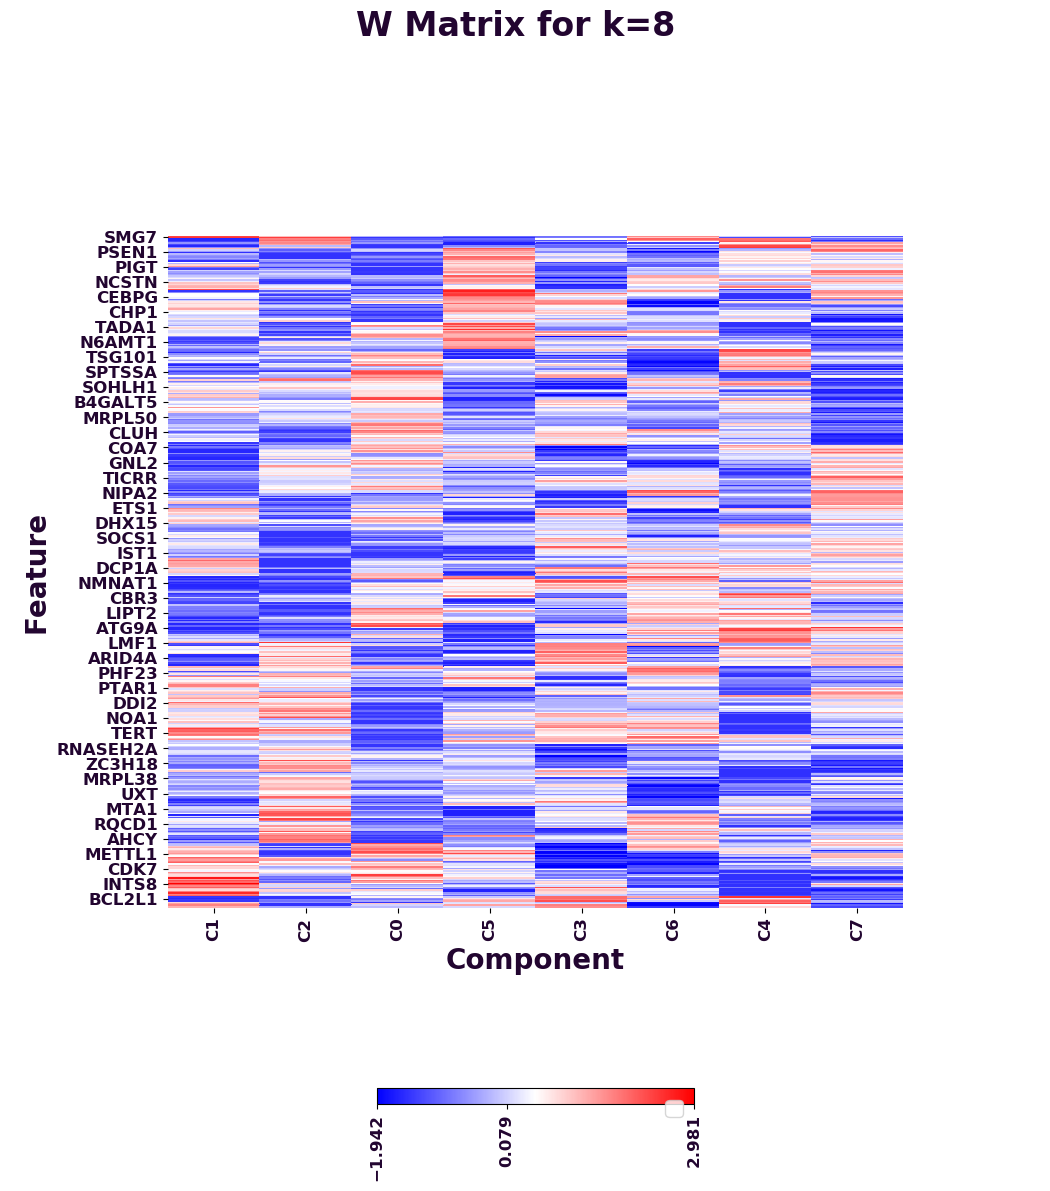 W Matrix for k=8
Feature
SMG7
PSEN1
PIGT
NCSTN
CEBPG
CHP1
TADA1
N6AMT1
TSG101
SPTSSA
SOHLH1
B4GALT5
MRPL50
CLUH
COA7
GNL2
TICRR
NIPA2
ETS1
DHX15
SOCS1
IST1
DCP1A
NMNAT1
CBR3
LIPT2
ATG9A
LMF1
ARID4A
PHF23
PTAR1
DDI2
NOA1
TERT
RNASEH2A
ZC3H18
MRPL38
UXT
MTA1
RQCD1
AHCY
METTL1
CDK7
INTS8
BCL2L1
C1 C2 C0 C5 C3 C6 C4 C7
Component
−1.942 0.079 2.981